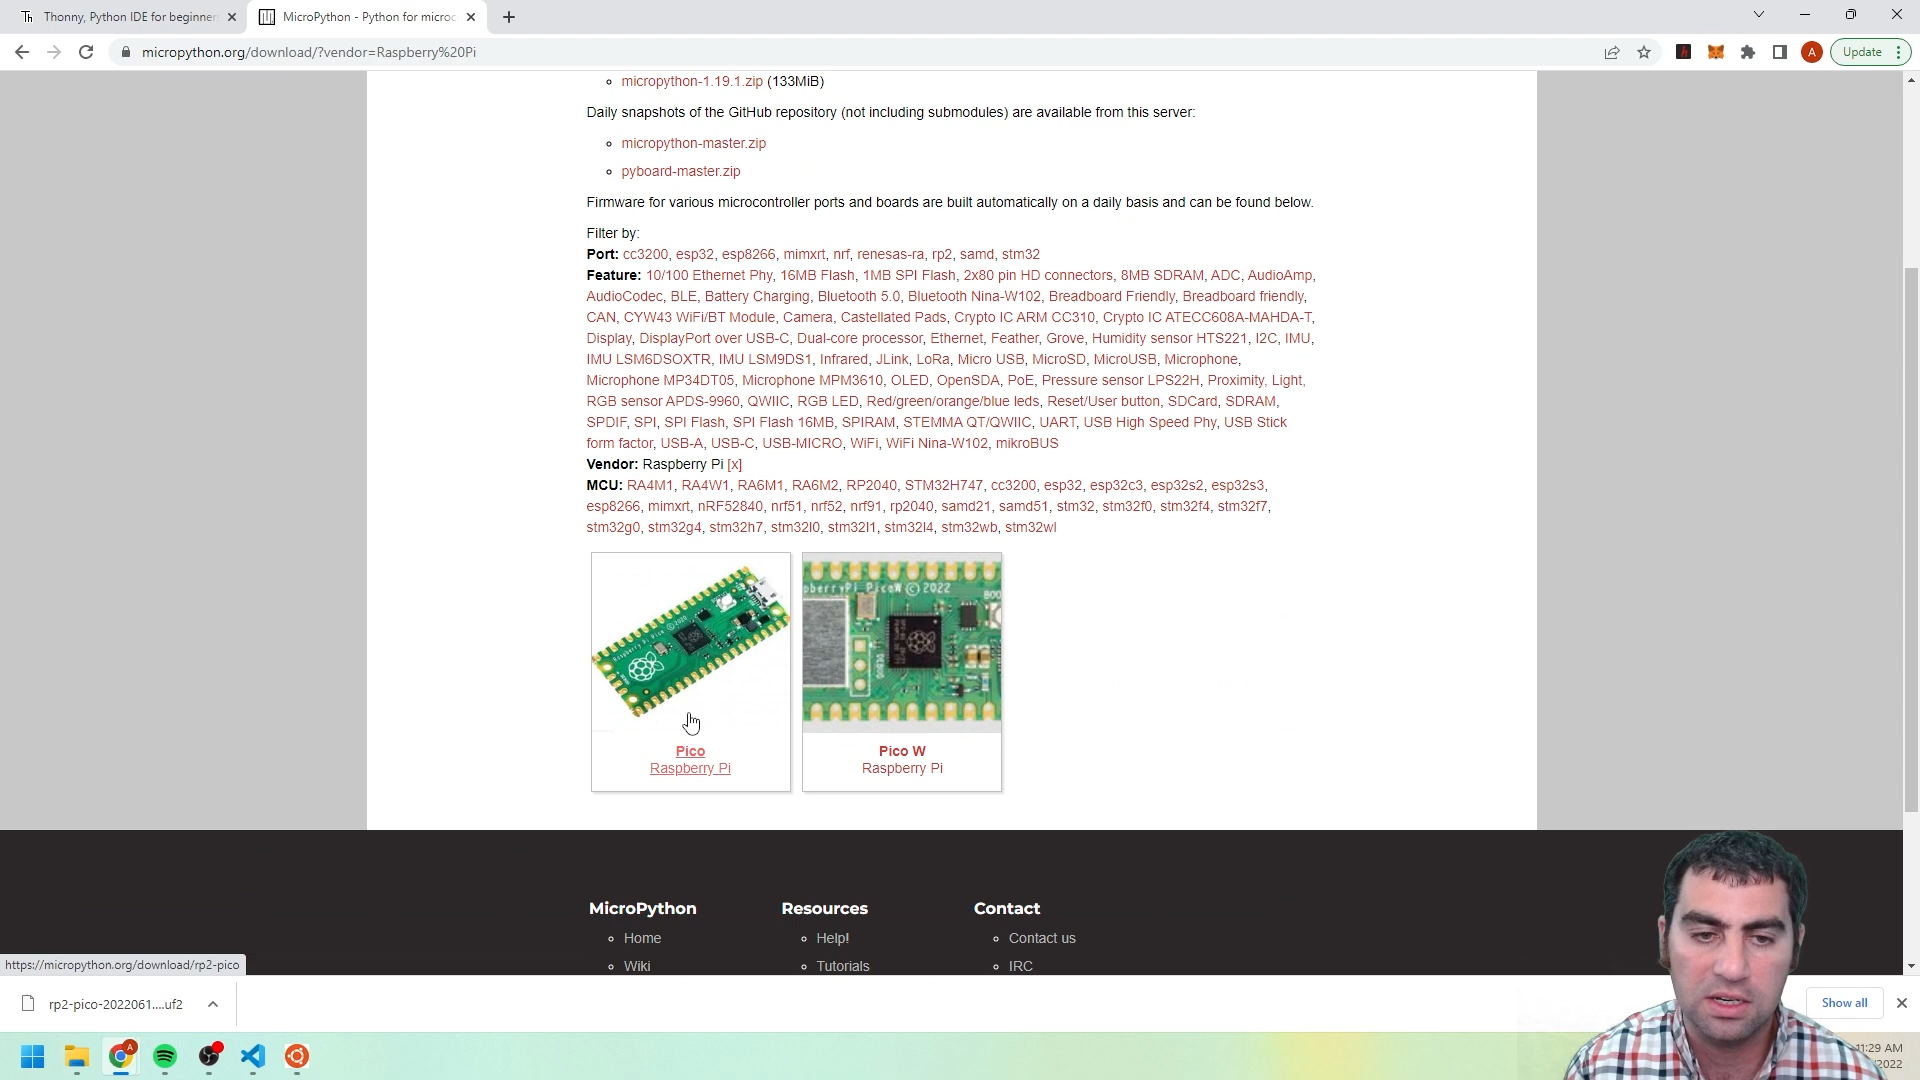 Thonny, Python IDE for beginner
MicroPython - Python for microc
micropython.org/download/?vendor=Raspberry%20Pi
A
Update
micropython-1.19.1.zip (133MiB)
Daily snapshots of the GitHub repository (not including submodules) are available from this server:
micropython-master.zip
pyboard-master.zip
Firmware for various microcontroller ports and boards are built automatically on a daily basis and can be found below.
Filter by:
Port: cc3200, esp32, esp8266, mimxrt, nrf, renesas-ra, rp2, samd, stm32
Feature: 10/100 Ethernet Phy, 16MB Flash, 1MB SPI Flash, 2x80 pin HD connectors, 8MB SDRAM, ADC, AudioAmp,
AudioCodec, BLE, Battery Charging, Bluetooth 5.0, Bluetooth Nina-W102, Breadboard Friendly, Breadboard friendly,
CAN, CYW43 WiFi/BT Module, Camera, Castellated Pads, Crypto IC ARM CC310, Crypto IC ATECC608A-MAHDA-T,
Display, DisplayPort over USB-C, Dual-core processor, Ethernet, Feather, Grove, Humidity sensor HTS221, I2C, IMU,
IMU LSM6DSOXTR, IMU LSM9DS1, Infrared, JLink, LoRa, Micro USB, MicroSD, MicroUSB, Microphone,
Microphone MP34DT05, Microphone MPM3610, OLED, OpenSDA, PoE, Pressure sensor LPS22H, Proximity, Light,
RGB sensor APDS-9960, QWIIC, RGB LED, Red/green/orange/blue leds, Reset/User button, SDCard, SDRAM,
SPDIF, SPI, SPI Flash, SPI Flash 16MB, SPIRAM, STEMMA QT/QWIIC, UART, USB High Speed Phy, USB Stick
form factor, USB-A, USB-C, USB-MICRO, WiFi, WiFi Nina-W102, mikroBUS
Vendor: Raspberry Pi [x]
MCU: RA4M1, RA4W1, RA6M1, RA6M2, RP2040, STM32H747, cc3200, esp32, esp32c3, esp32s2, esp32s3,
esp8266, mimxrt, nRF52840, nrf51, nrf52, nrf91, rp2040, samd21, samd51, stm32, stm32f0, stm32f4, stm32f7,
stm32g0, stm32g4, stm32h7, stm32l0, stm32l1, stm32l4, stm32wb, stm32wl
Raspberry Pi Pico © 2020
pberryPi PicoW © 2022
BOO
DEBUG
Pico
Raspberry Pi
Pico W
Raspberry Pi
MicroPython
Resources
Contact
Home
Help!
Contact us
Wiki
Tutorials
IRC
https://micropython.org/download/rp2-pico
rp2-pico-2022061....uf2
Show all
A
11:29 AM
/2022